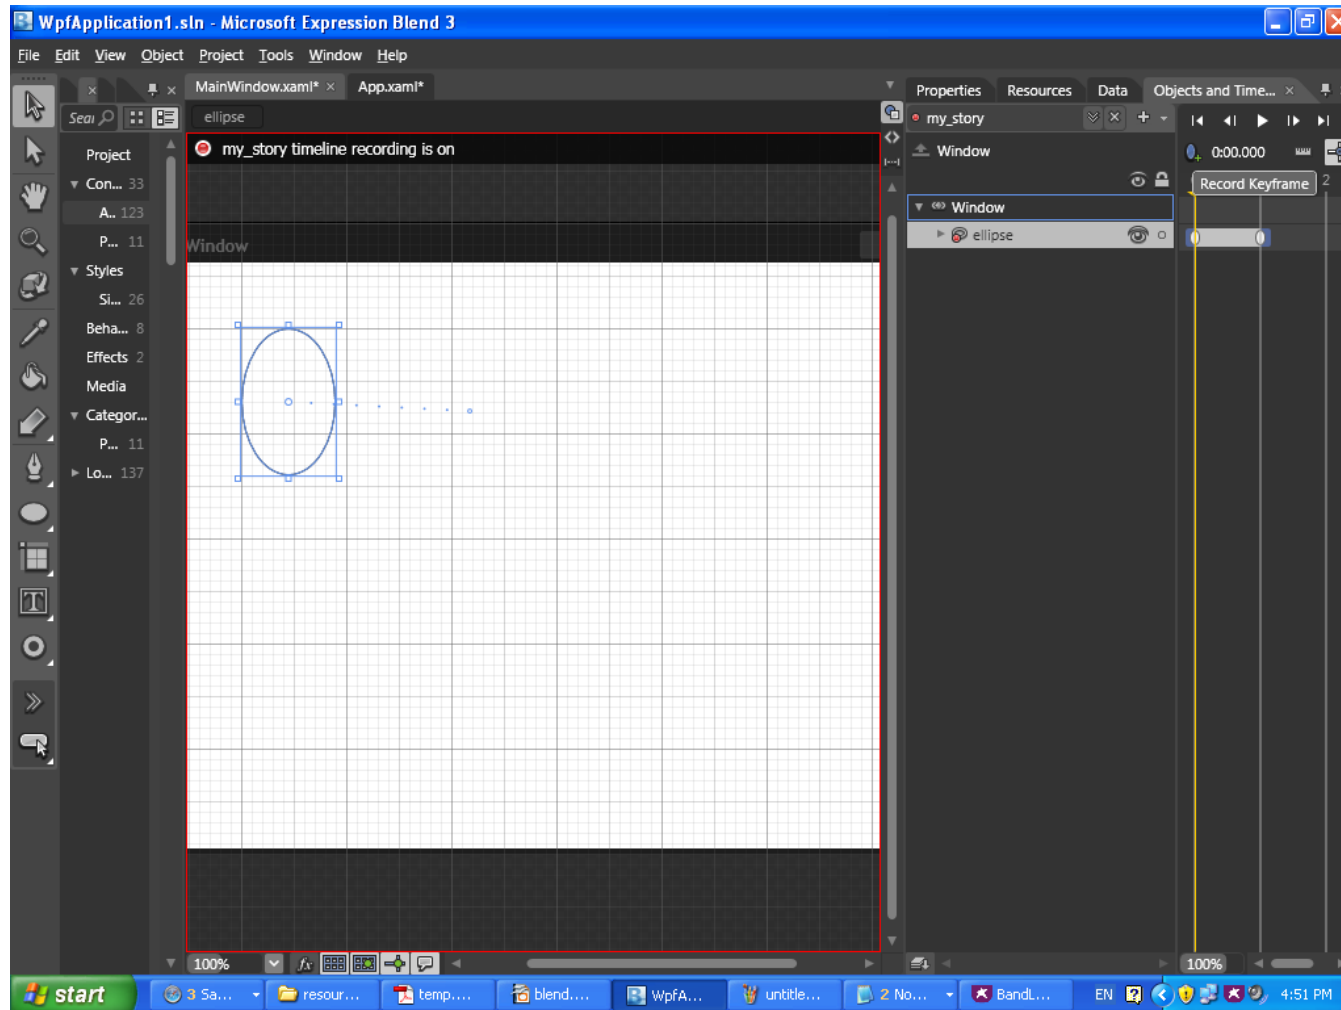 WpfApplication1.sln - Microsoft Expression Blend 3
File Edit View Object Project Tools Window Help
MainWindow.xaml* × App.xaml*
Properties Resources Data Objects and Time... ×
ellipse
my_story
my_story timeline recording is on
Window
0:00.000
Record Keyframe
2
Window
ellipse
Window
Project
Con... 33
A.. 123
P... 11
Styles
Si... 26
Beha... 8
Effects 2
Media
Categor...
P... 11
Lo... 137
T
100%
fx
100%
start
3 Sa...
resour...
temp....
blend....
WpfA...
untitle...
2 No...
BandL...
EN
4:51 PM